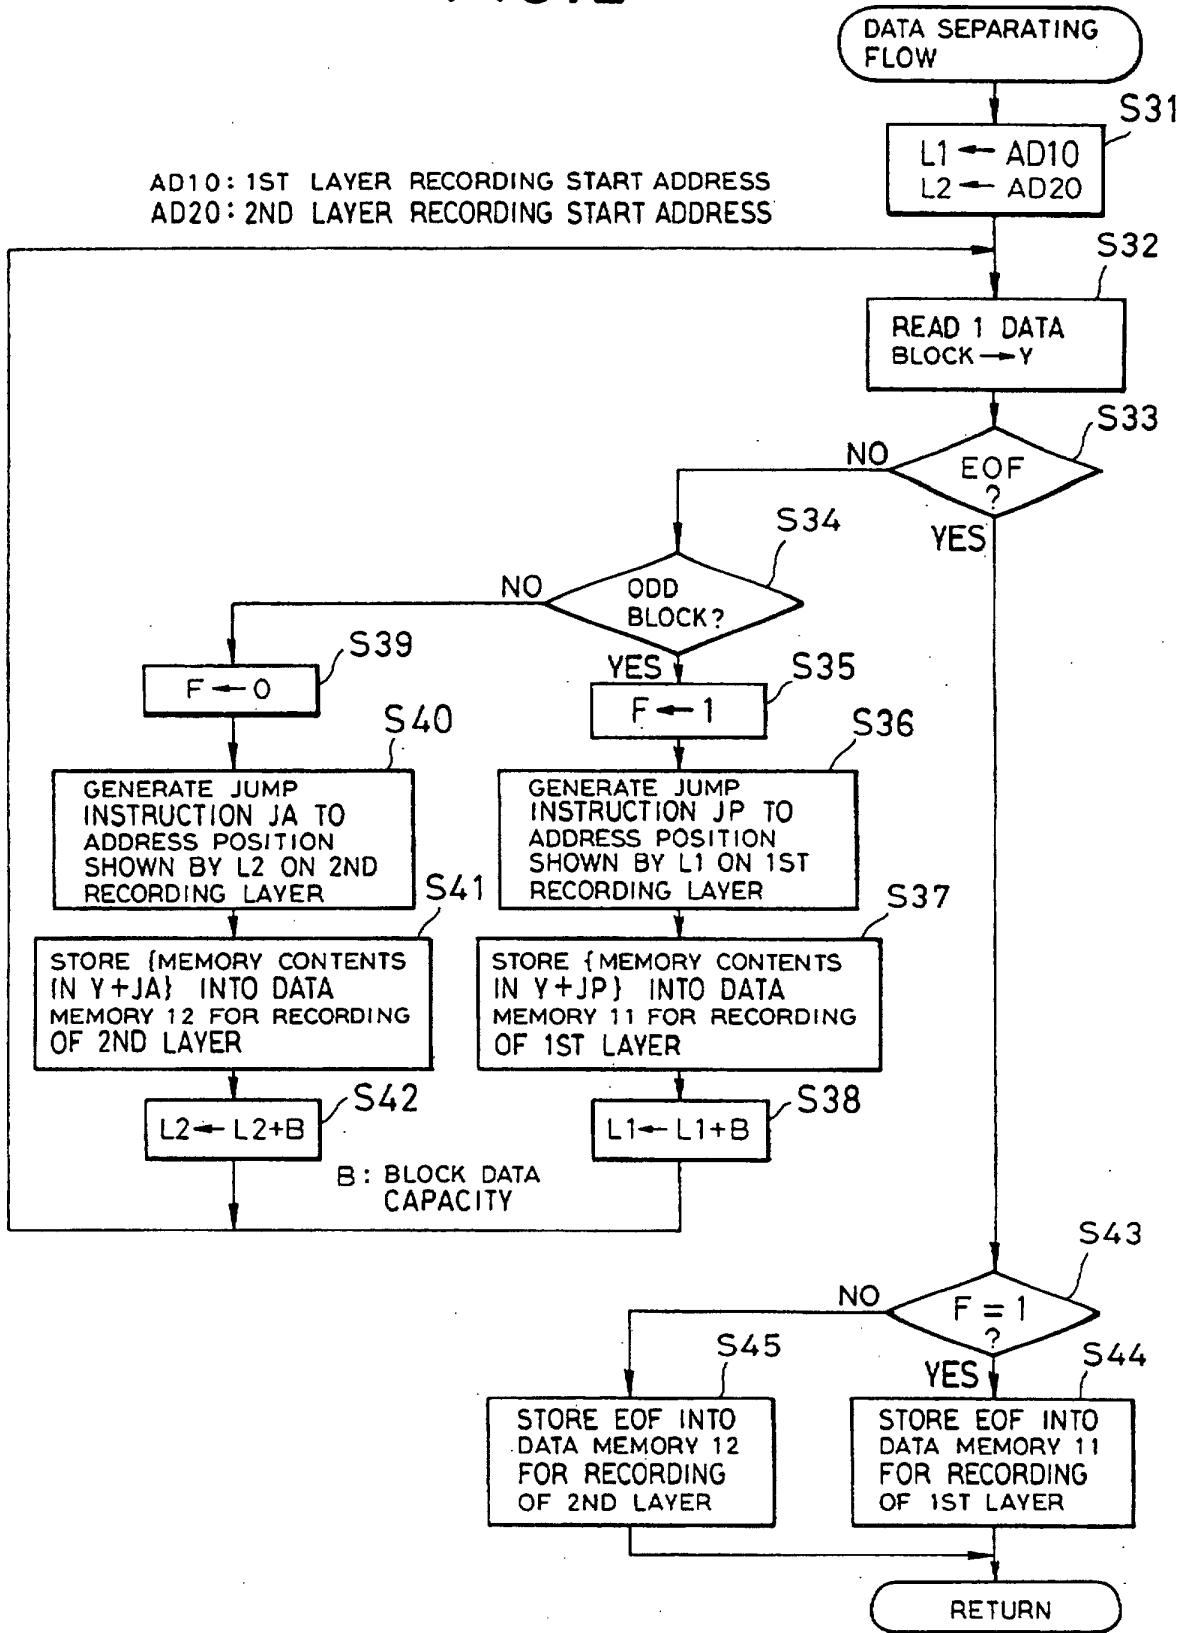 DATA SEPARATING
FLOW
S31
L1 ← AD10
L2 ← AD20
AD10: 1ST LAYER RECORDING START ADDRESS
AD20: 2ND LAYER RECORDING START ADDRESS
S32
READ 1 DATA
BLOCK → Y
S33
NO
EOF
?
YES
S34
NO
ODD
BLOCK?
YES
S39
F ← 0
S35
F ← 1
S40
GENERATE JUMP
INSTRUCTION JA TO
ADDRESS POSITION
SHOWN BY L2 ON 2ND
RECORDING LAYER
S36
GENERATE JUMP
INSTRUCTION JP TO
ADDRESS POSITION
SHOWN BY L1 ON 1ST
RECORDING LAYER
S41
STORE {MEMORY CONTENTS
IN Y+JA} INTO DATA
MEMORY 12 FOR RECORDING
OF 2ND LAYER
S37
STORE {MEMORY CONTENTS
IN Y+JP} INTO DATA
MEMORY 11 FOR RECORDING
OF 1ST LAYER
S42
L2 ← L2+B
S38
L1 ← L1+B
B: BLOCK DATA
CAPACITY
S43
NO
F = 1
?
YES
S45
STORE EOF INTO
DATA MEMORY 12
FOR RECORDING
OF 2ND LAYER
S44
STORE EOF INTO
DATA MEMORY 11
FOR RECORDING
OF 1ST LAYER
RETURN